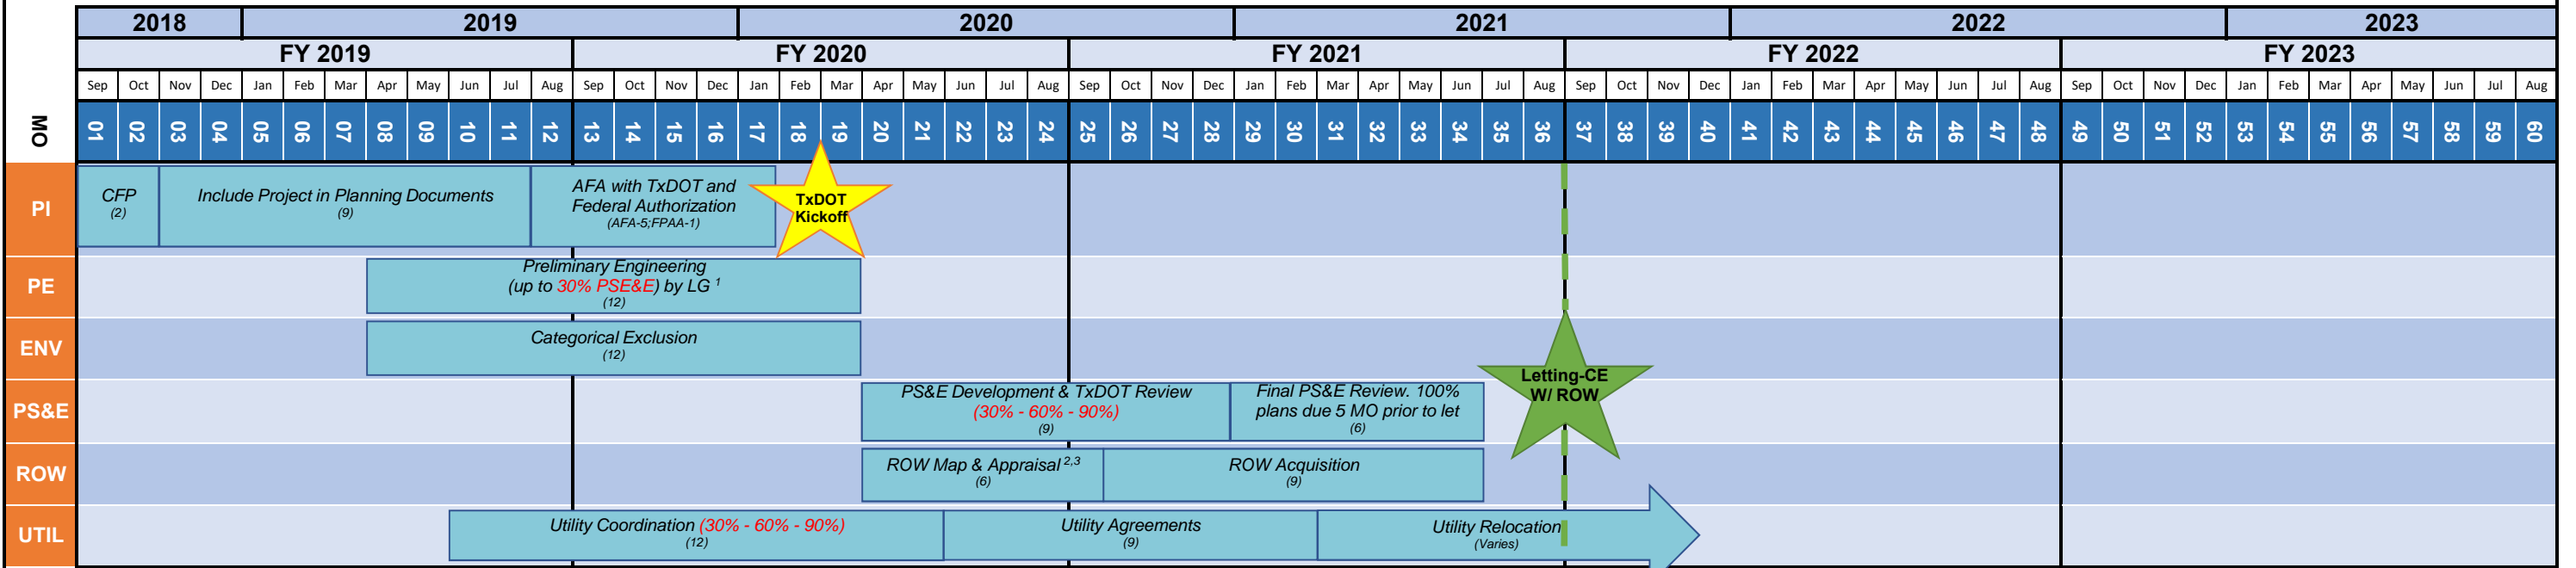 2018 2019 2020 2021 2022 2023
FY 2019 FY 2020 FY 2021 FY 2022 FY 2023
Sep Oct Nov Dec Jan Feb Mar Apr May Jun Jul Aug Sep Oct Nov Dec Jan Feb Mar Apr May Jun Jul Aug Sep Oct Nov Dec Jan Feb Mar Apr May Jun Jul Aug Sep Oct Nov Dec Jan Feb Mar Apr May Jun Jul Aug Sep Oct Nov Dec Jan Feb Mar Apr May Jun Jul Aug
MO 01 02 03 04 05 06 07 08 09 10 11 12 13 14 15 16 17 18 19 20 21 22 23 24 25 26 27 28 29 30 31 32 33 34 35 36 37 38 39 40 41 42 43 44 45 46 47 48 49 50 51 52 53 54 55 56 57 58 59 60
PI
CFP
(2)
Include Project in Planning Documents
(9)
AFA with TxDOT and
Federal Authorization
(AFA-5;FPAA-1)
TxDOT
Kickoff
PE
Preliminary Engineering
(up to 30% PSE&E) by LG 1
(12)
ENV
Categorical Exclusion
(12)
PS&E
PS&E Development & TxDOT Review
(30% - 60% - 90%)
(9)
Final PS&E Review. 100%
plans due 5 MO prior to let
(6)
Letting-CE
W/ ROW
ROW
ROW Map & Appraisal 2,3
(6)
ROW Acquisition
(9)
UTIL
Utility Coordination (30% - 60% - 90%)
(12)
Utility Agreements
(9)
Utility Relocation
(Varies)